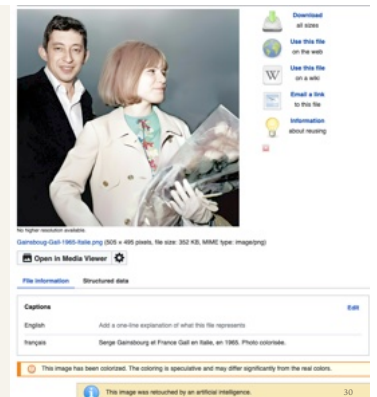 Download
all sizes
Use this file
on the web
W
Use this file
on a wiki
Email a link
to this file
Information
about reusing
No higher resolution available.
Gainsboug-Gall-1965-Italie.png (509 × 495 pixels, file size: 352 KB, MIME type: image/png)
Open in Media Viewer
File information Structured data
Captions Edit
English Add a one-line explanation of what this file represents
français Serge Gainsbourg et France Gall en Italie, en 1965. Photo colorisée.
This image has been colorized. The coloring is speculative and may differ significantly from the real colors.
This image was retouched by an artificial intelligence. 30